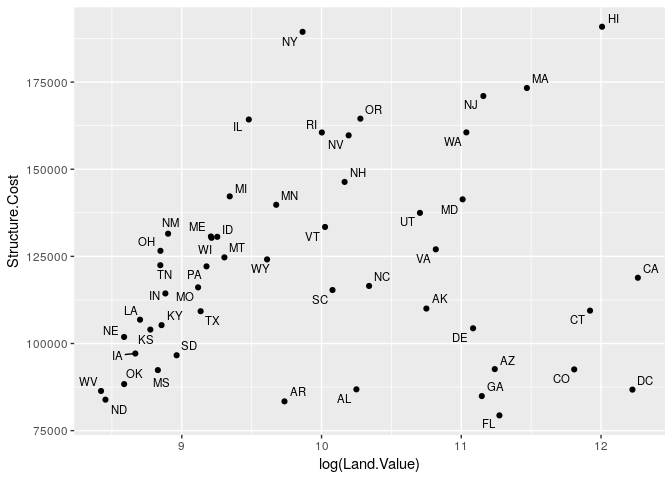 HI
NY
MA
175000
NJ
OR
IL
RI
NV
WA
150000
NH
MI
MN
MD
UT
NM
ME
ID
VT
OH
WI
MT
VA
125000
TN
PA
WY
CA
NC
IN
MO
SC
AK
LA
KY
TX
CT
NE
KS
DE
100000
IA
SD
AZ
OK
WV
MS
AR
AL
GA
CO
DC
ND
FL
75000
9
10
11
12
log(Land.Value)
Structure.Cost